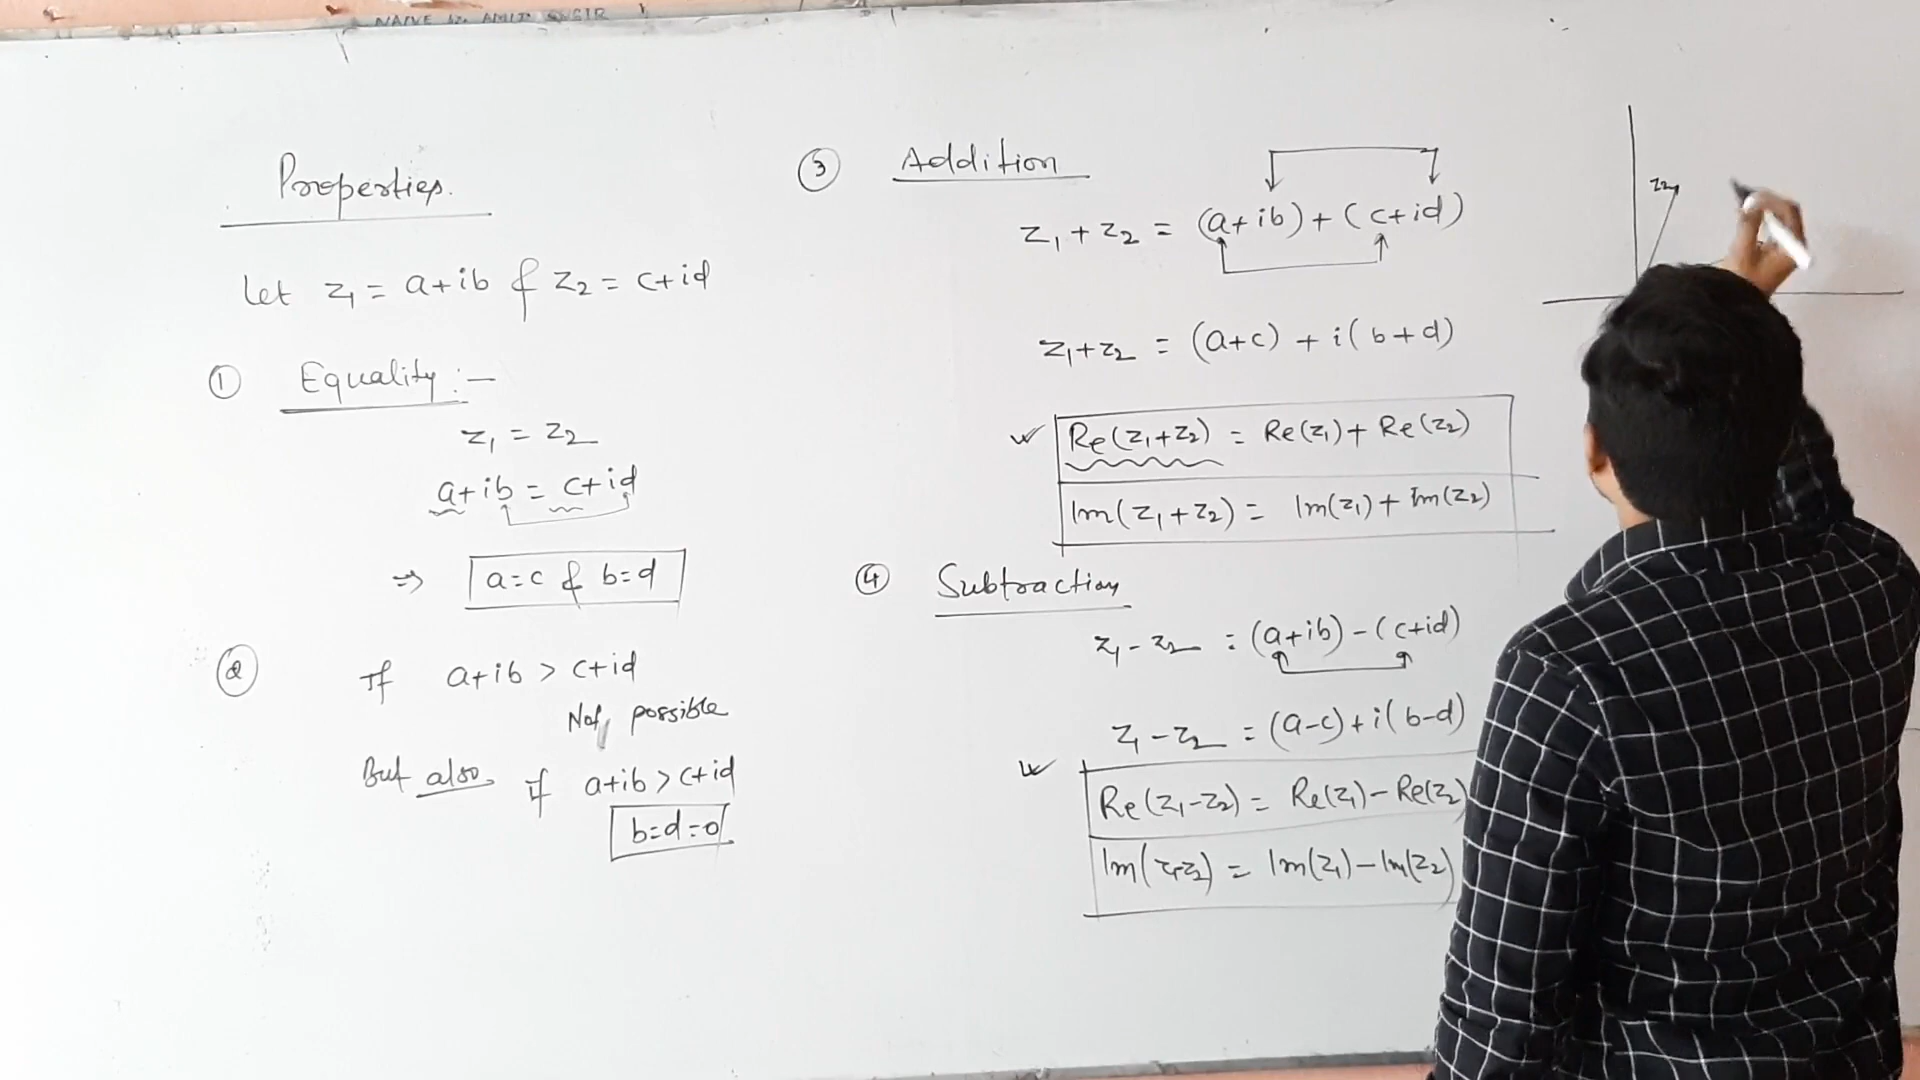 Properties.
Let z₁ = a+ib & z₂ = c+id
① Equality :—
z₁ = z₂
a+ib = c+id
⇒ a=c & b=d
② If a+ib > c+id
Not possible
But also, if a+ib > c+id
b=d=0
③ Addition
z₁+z₂ = (a+ib)+(c+id)
z₁+z₂ = (a+c) + i(b+d)
Re(z₁+z₂) = Re(z₁)+ Re(z₂)
Im(z₁+z₂) = Im(z₁)+ Im(z₂)
④ Subtraction
z₁-z₂ = (a+ib)-(c+id)
z₁-z₂ = (a-c)+i(b-d)
Re(z₁-z₂) = Re(z₁)-Re(z₂)
Im(z₁-z₂) = Im(z₁)-Im(z₂)
z₂